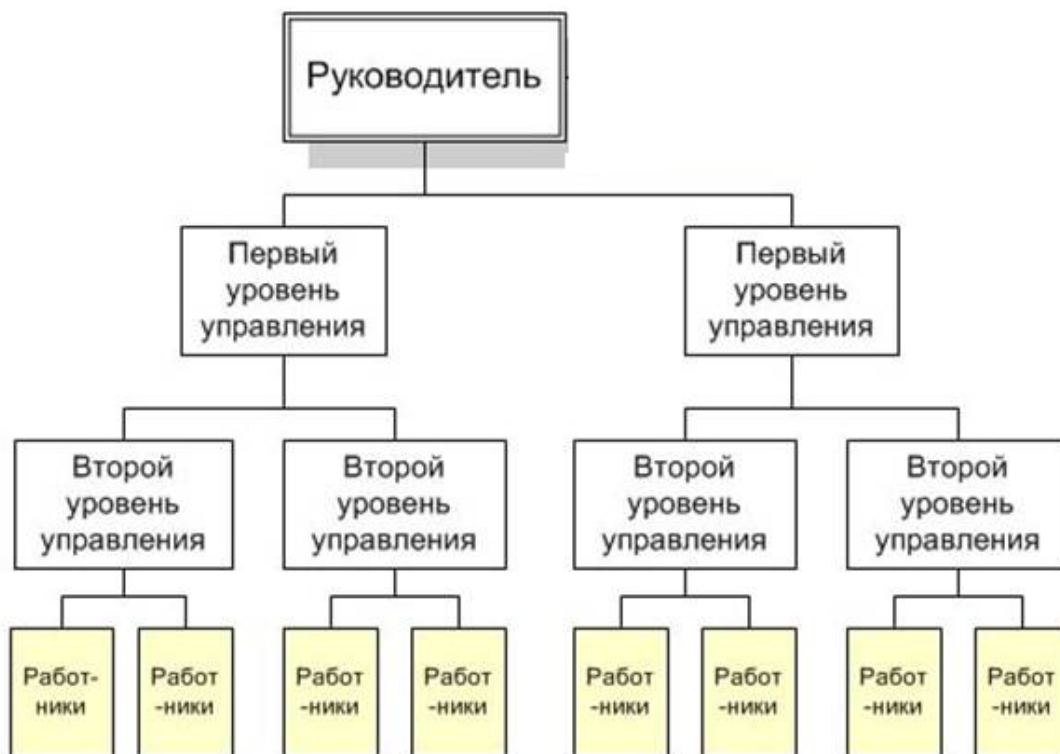 Руководитель
Первый
уровень
управления
Первый
уровень
управления
Второй
уровень
управления
Второй
уровень
управления
Второй
уровень
управления
Второй
уровень
управления
Работ-
ники
Работ
-ники
Работ
-ники
Работ
-ники
Работ
-ники
Работ
-ники
Работ
-ники
Работ
-ники